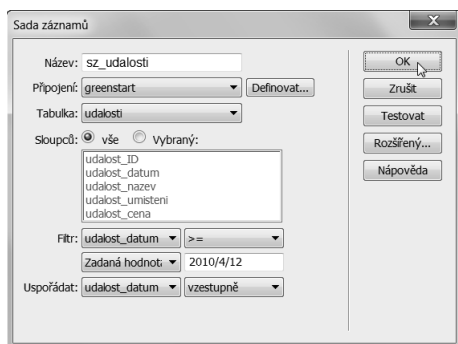 Sada záznamů
X
Název: sz_udalosti
OK
Připojení: greenstart Definovat...
Zrušit
Tabulka: udalosti
Testovat
Sloupců: vše Vybraný:
Rozšířený...
udalost_ID
udalost_datum
udalost_nazev
udalost_umisteni
udalost_cena
Nápověda
Filtr: udalost_datum >=
Zadaná hodnot: 2010/4/12
Uspořádat: udalost_datum vzestupně